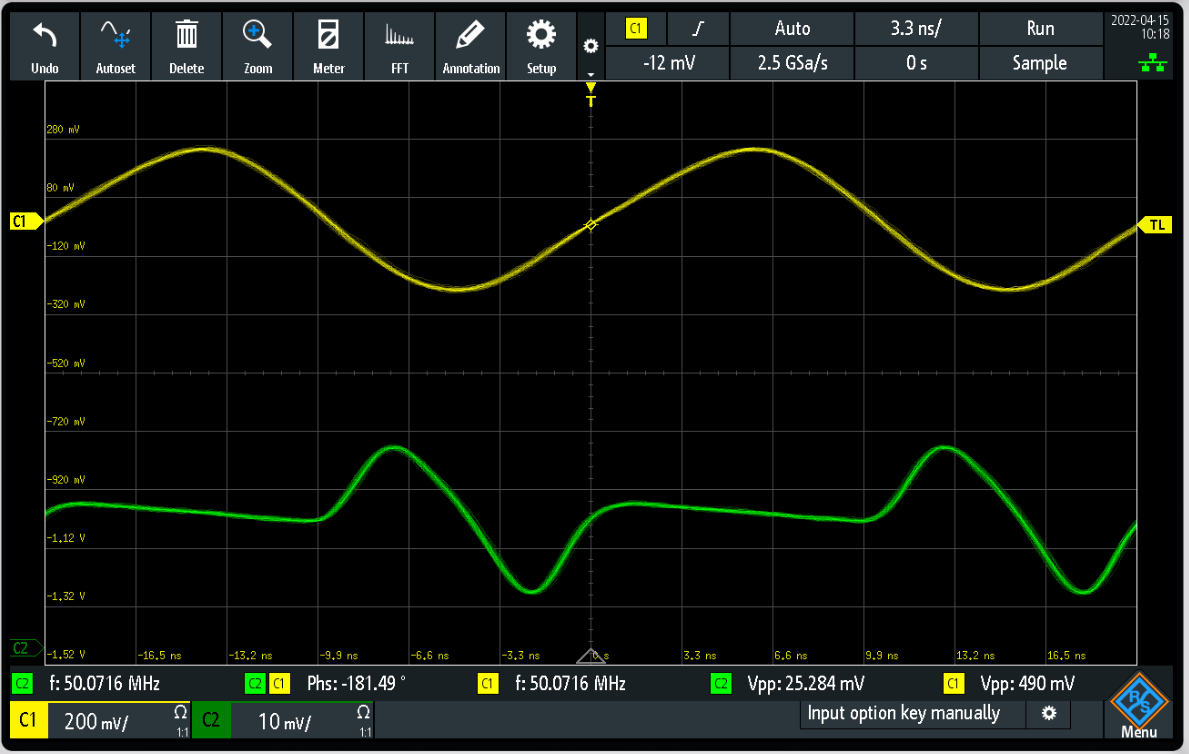 C1 Auto 3.3 ns/ Run 2022-04-15
10:18
Undo Autoset Delete Zoom Meter FFT Annotation Setup
-12 mV 2.5 GSa/s 0 s Sample
T
280 mV
80 mV
C1 TL
-120 mV
-320 mV
-520 mV
-720 mV
-920 mV
-1.12 V
-1.32 V
C2
-1.52 V -16.5 ns -13.2 ns -9.9 ns -6.6 ns -3.3 ns 0 s 3.3 ns 6.6 ns 9.9 ns 13.2 ns 16.5 ns
C2 f: 50.0716 MHz C2 C1 Phs: -181.49 ° C1 f: 50.0716 MHz C2 Vpp: 25.284 mV C1 Vpp: 490 mV
C1 200 mV/ Ω 1:1 C2 10 mV/ Ω 1:1 Input option key manually
R&S
Menu